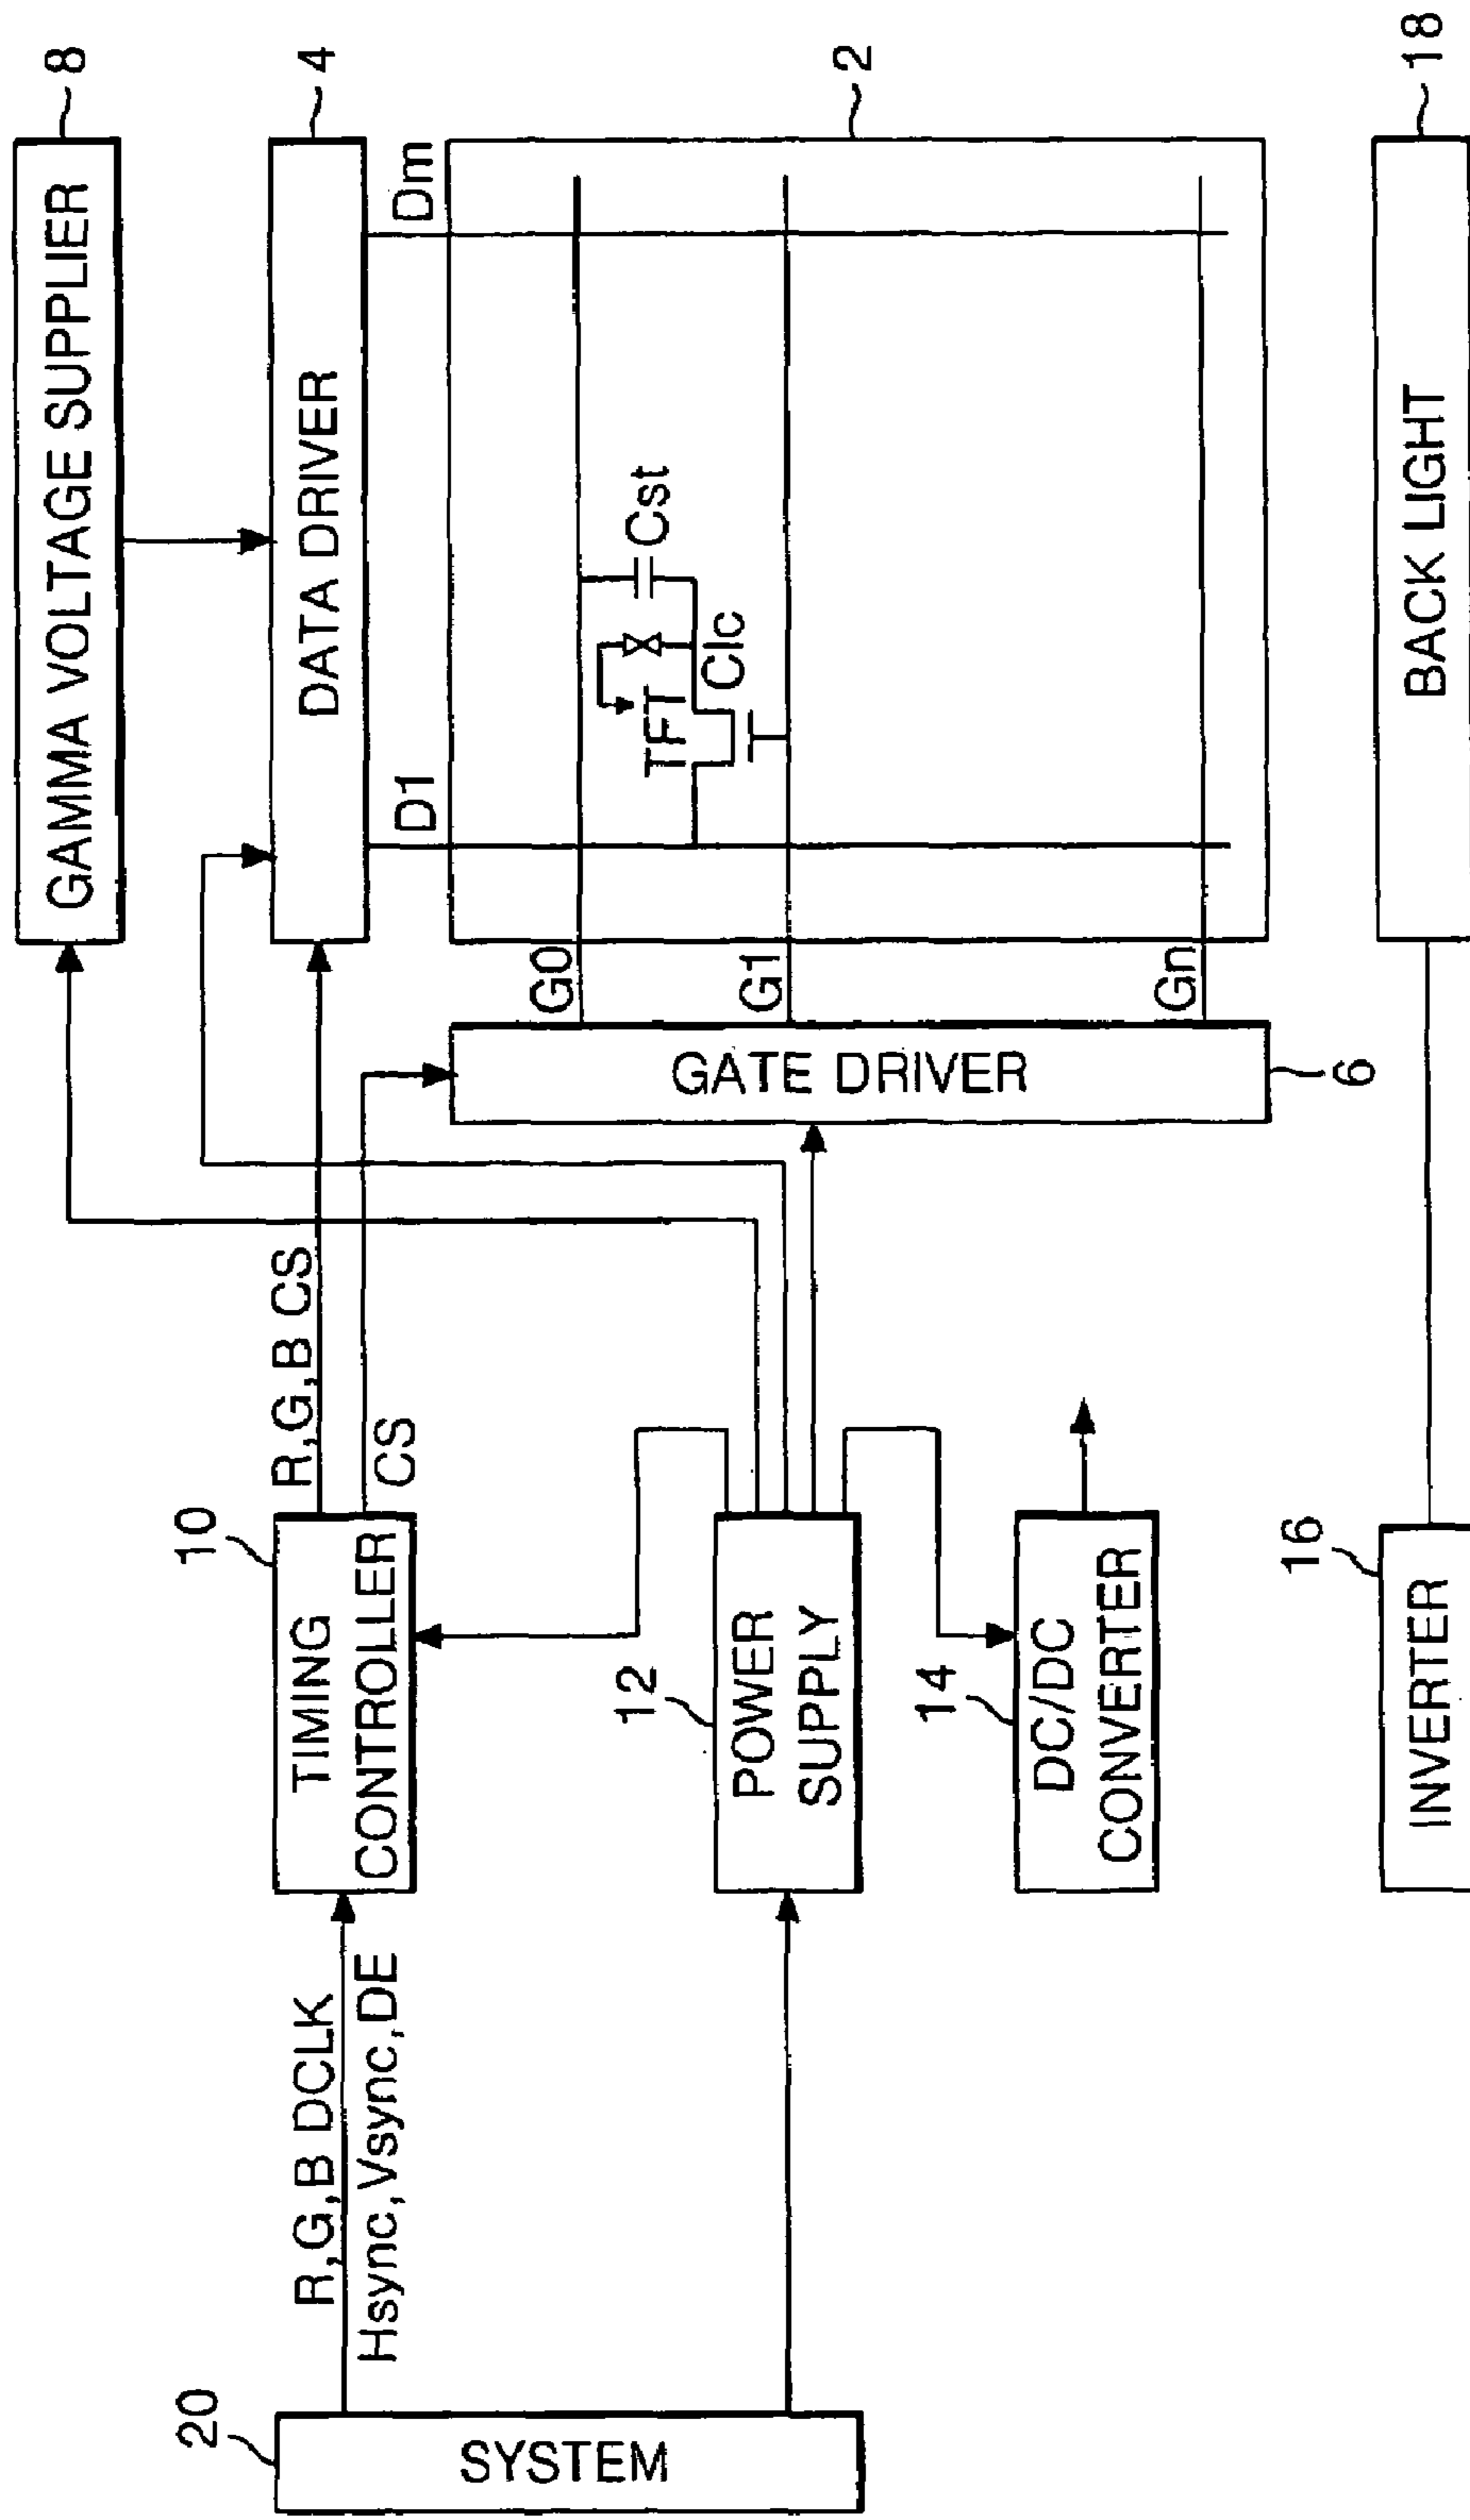 8
GAMMA VOLTAGE SUPPLIER
4
DATA DRIVER
D1
Dm
2
TFT
Clc
Cst
G0
G1
Gn
GATE DRIVER
6
R,G,B CS
CS
10
TIMING
CONTROLLER
R,G,B DCLK
Hsync,Vsync,DE
20
SYSTEM
12
POWER
SUPPLY
14
DC/DC
CONVERTER
16
INVERTER
BACK LIGHT
18